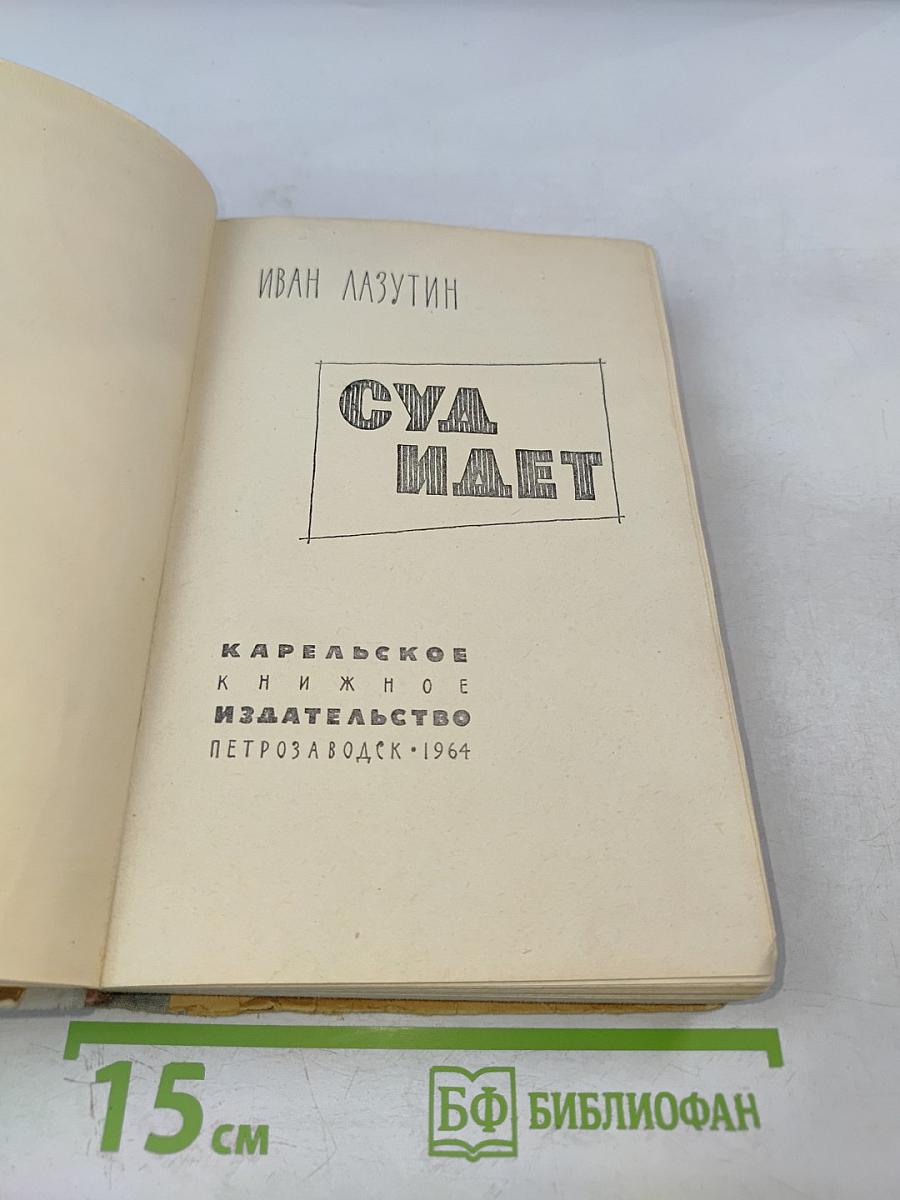 ИВАН ЛАЗУТИН
СУД
ИДЕТ
КАРЕЛЬСКОЕ
КНИЖНОЕ
ИЗДАТЕЛЬСТВО
ПЕТРОЗАВОДСК • 1964
15 см
БФ БИБЛИОФАН